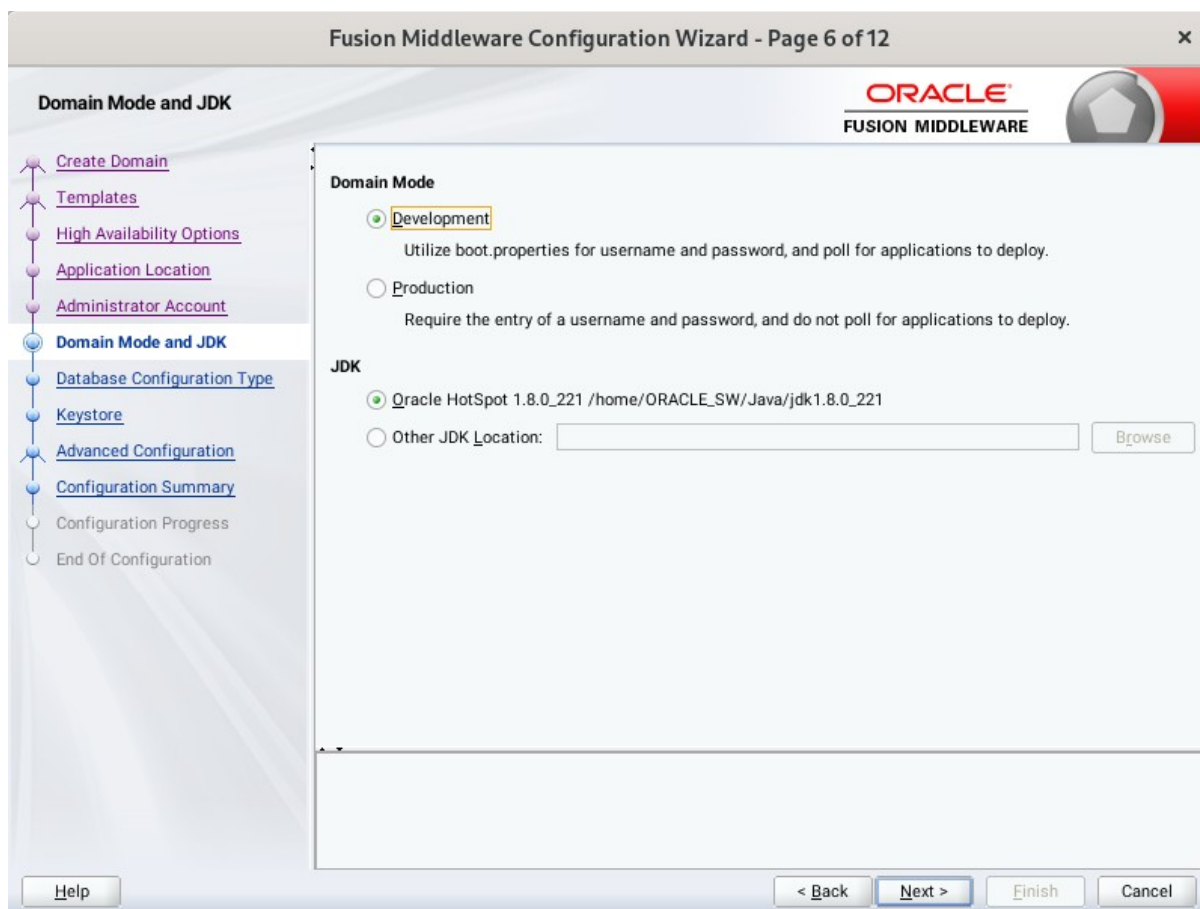 Fusion Middleware Configuration Wizard - Page 6 of 12
Domain Mode and JDK
ORACLE
FUSION MIDDLEWARE
Create Domain
Templates
High Availability Options
Application Location
Administrator Account
Domain Mode and JDK
Database Configuration Type
Keystore
Advanced Configuration
Configuration Summary
Configuration Progress
End Of Configuration
Domain Mode
Development
Utilize boot.properties for username and password, and poll for applications to deploy.
Production
Require the entry of a username and password, and do not poll for applications to deploy.
JDK
Oracle HotSpot 1.8.0_221 /home/ORACLE_SW/Java/jdk1.8.0_221
Other JDK Location:
Browse
Help
< Back
Next >
Finish
Cancel